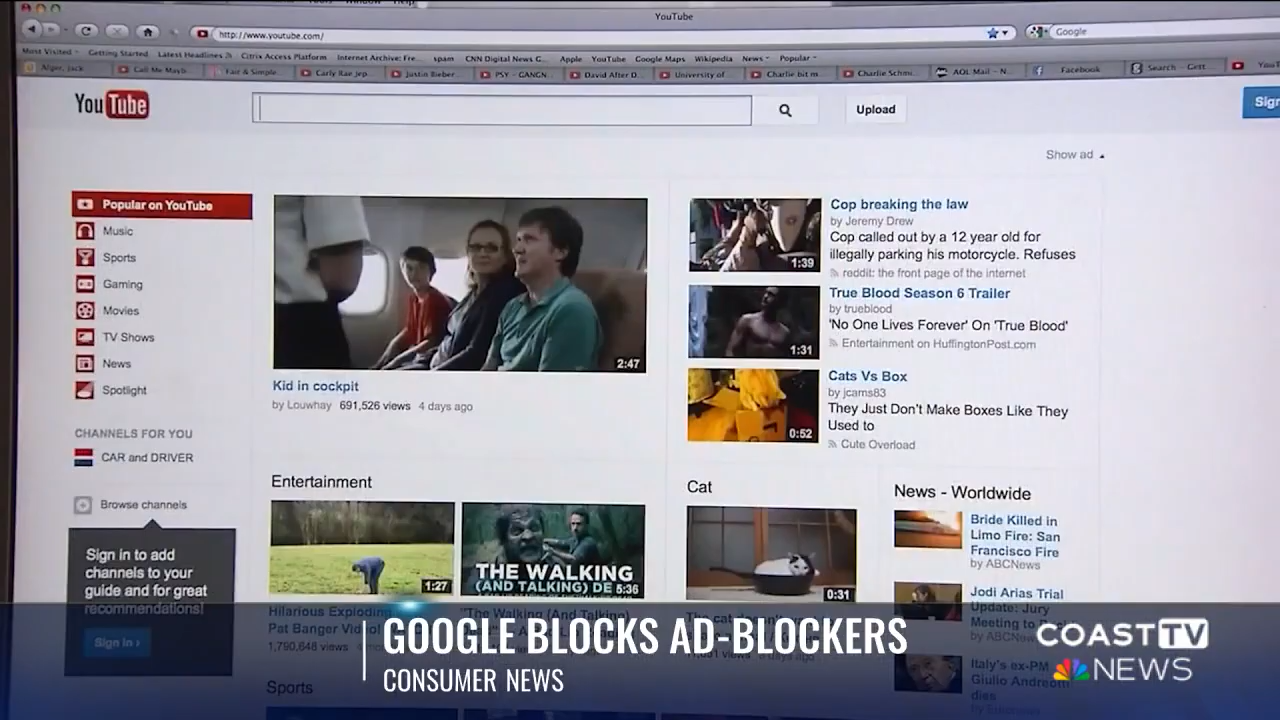 YouTube
http://www.youtube.com/
Google
Most Visited
Getting Started
Latest Headlines
Citrix Access Platform
Internet Archive: Fre...
spam
CNN Digital News G...
Apple
YouTube
Google Maps
Wikipedia
News
Popular
Alger, Jack
Call Me Mayb...
Fair & Simple...
Carly Rae Jep...
Justin Bieber...
PSY - GANGN...
David After D...
University of ...
Charlie bit m...
Charlie Schmi...
AOL Mail - N...
Facebook
Search - Gett...
YouT
YouTube
Upload
Sign
Show ad
Popular on YouTube
Music
Sports
Gaming
Movies
TV Shows
News
Spotlight
CHANNELS FOR YOU
CAR and DRIVER
Browse channels
Sign in to add
channels to your
guide and for great
recommendations!
Sign in ›
2:47
Kid in cockpit
by Louwhay 691,526 views 4 days ago
1:39
Cop breaking the law
by Jeremy Drew
Cop called out by a 12 year old for
illegally parking his motorcycle. Refuses
reddit: the front page of the internet
1:31
True Blood Season 6 Trailer
by trueblood
'No One Lives Forever' On 'True Blood'
Entertainment on HuffingtonPost.com
0:52
Cats Vs Box
by jcams83
They Just Don't Make Boxes Like They
Used to
Cute Overload
Entertainment
1:27
Hilarious Exploding
Pat Banger Video
1,790,648 views
THE WALKING
(AND TALKING) DE 5:36
"The Walking (And Talking)
Cat
0:31
The cat
News - Worldwide
Bride Killed in
Limo Fire: San
Francisco Fire
by ABCNews
Jodi Arias Trial
Update: Jury
Meeting to
by ABCNews
Italy's ex-PM
Giulio Andreotti
dies
Sports
GOOGLE BLOCKS AD-BLOCKERS
CONSUMER NEWS
COAST TV
NEWS